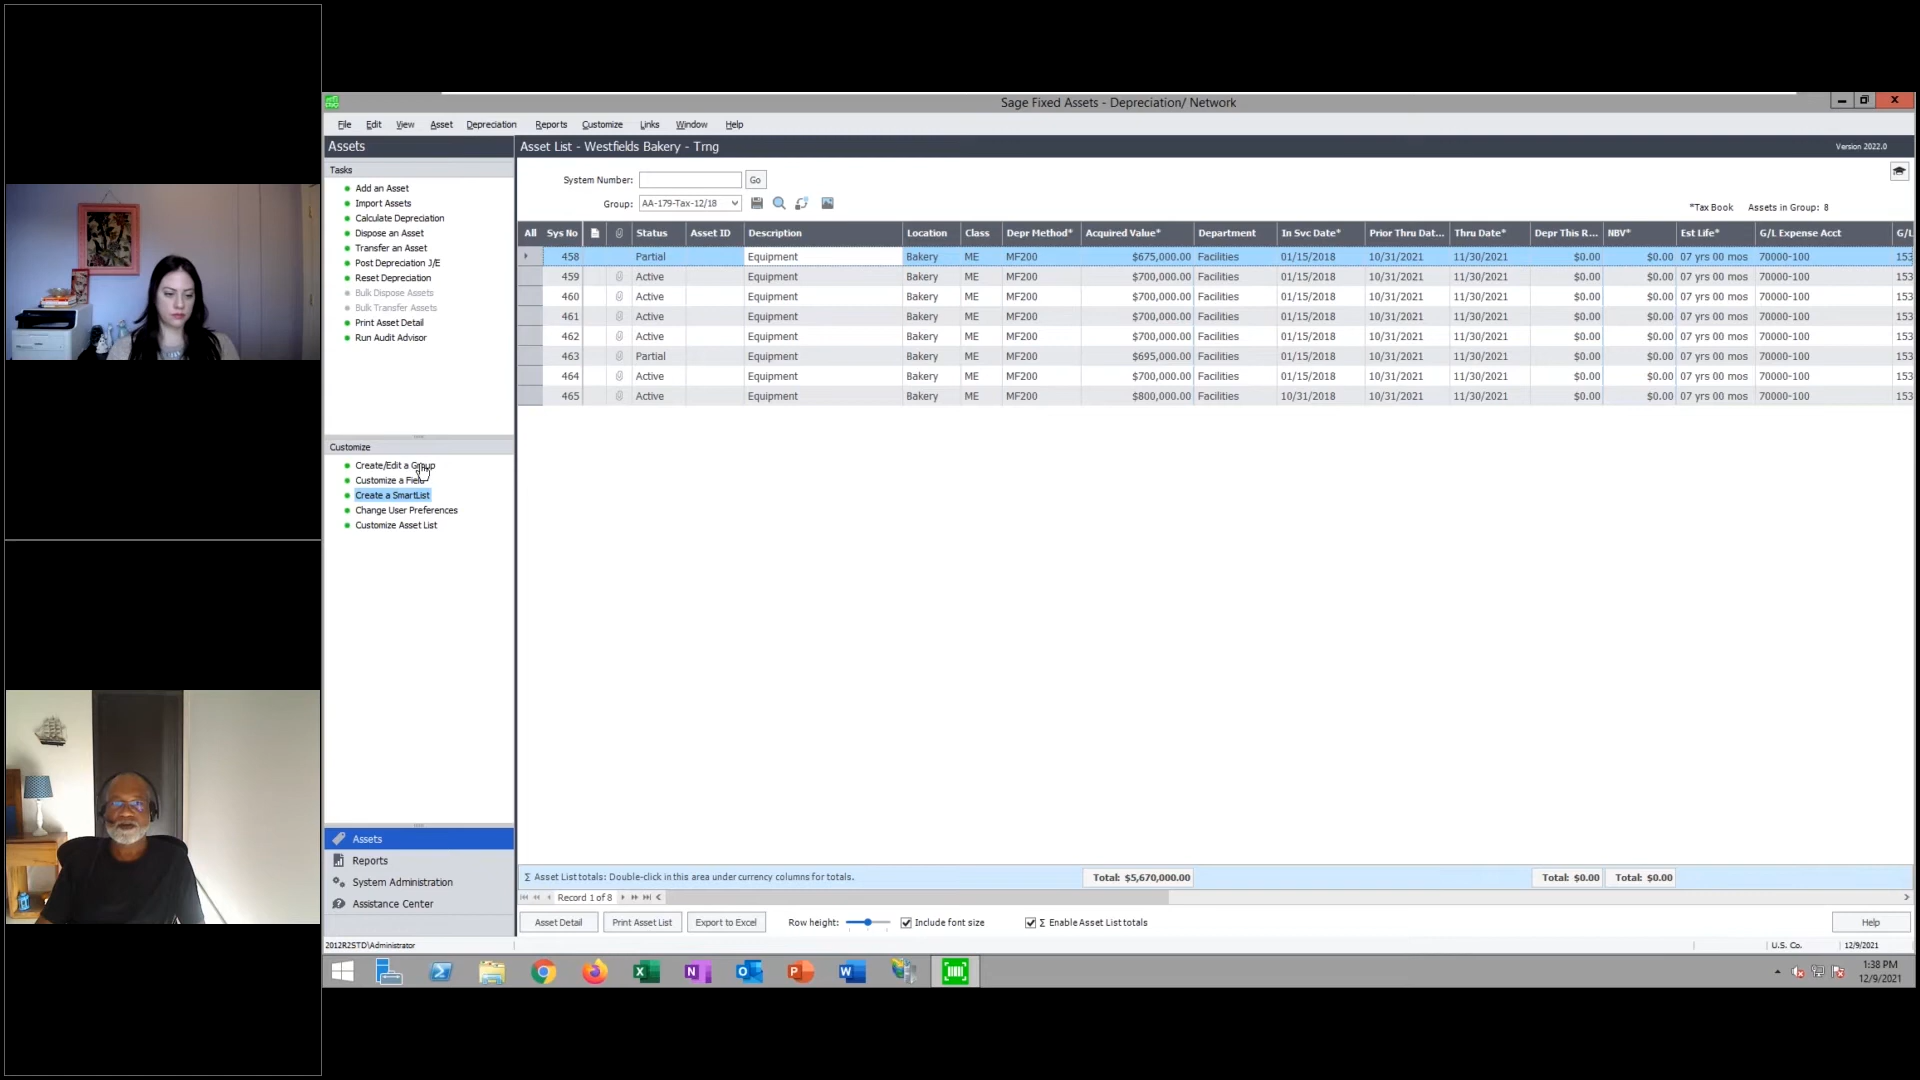 Sage Fixed Assets - Depreciation/ Network
File Edit View Asset Depreciation Reports Customize Links Window Help
Assets
Asset List - Westfields Bakery - Trng
Version 2022.0
Tasks
Add an Asset
Import Assets
Calculate Depreciation
Dispose an Asset
Transfer an Asset
Post Depreciation J/E
Reset Depreciation
Bulk Dispose Assets
Bulk Transfer Assets
Print Asset Detail
Run Audit Advisor
System Number: Go
Group: AA-179-Tax-12/18
*Tax Book Assets in Group: 8
All Sys No Status Asset ID Description Location Class Depr Method* Acquired Value* Department In Svc Date* Prior Thru Dat... Thru Date* Depr This R... NBV* Est Life* G/L Expense Acct G/L
458 Partial Equipment Bakery ME MF200 $675,000.00 Facilities 01/15/2018 10/31/2021 11/30/2021 $0.00 $0.00 07 yrs 00 mos 70000-100 153
459 Active Equipment Bakery ME MF200 $700,000.00 Facilities 01/15/2018 10/31/2021 11/30/2021 $0.00 $0.00 07 yrs 00 mos 70000-100 153
460 Active Equipment Bakery ME MF200 $700,000.00 Facilities 01/15/2018 10/31/2021 11/30/2021 $0.00 $0.00 07 yrs 00 mos 70000-100 153
461 Active Equipment Bakery ME MF200 $700,000.00 Facilities 01/15/2018 10/31/2021 11/30/2021 $0.00 $0.00 07 yrs 00 mos 70000-100 153
462 Active Equipment Bakery ME MF200 $700,000.00 Facilities 01/15/2018 10/31/2021 11/30/2021 $0.00 $0.00 07 yrs 00 mos 70000-100 153
463 Partial Equipment Bakery ME MF200 $695,000.00 Facilities 01/15/2018 10/31/2021 11/30/2021 $0.00 $0.00 07 yrs 00 mos 70000-100 153
464 Active Equipment Bakery ME MF200 $700,000.00 Facilities 01/15/2018 10/31/2021 11/30/2021 $0.00 $0.00 07 yrs 00 mos 70000-100 153
465 Active Equipment Bakery ME MF200 $800,000.00 Facilities 10/31/2018 10/31/2021 11/30/2021 $0.00 $0.00 07 yrs 00 mos 70000-100 153
Customize
Create/Edit a Group
Customize a Field
Create a SmartList
Change User Preferences
Customize Asset List
Assets
Reports
System Administration
Assistance Center
Σ Asset List totals: Double-click in this area under currency columns for totals. Total: $5,670,000.00 Total: $0.00 Total: $0.00
Record 1 of 8
Asset Detail Print Asset List Export to Excel Row height: Include font size Σ Enable Asset List totals Help
2012R2STD\Administrator U.S. Co. 12/9/2021
1:38 PM
12/9/2021